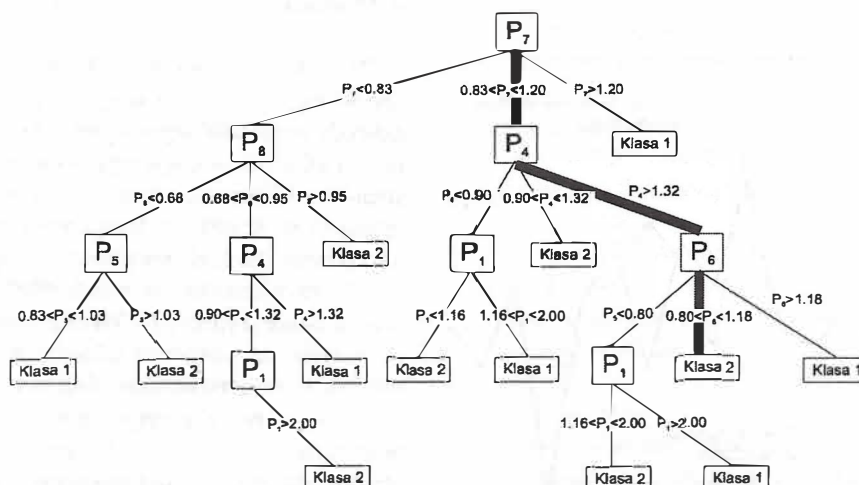 P7
P7<0.83 0.83<P7<1.20 P7>1.20
P8 P4 Klasa 1
P8<0.68 0.68<P8<0.95 P8>0.95 P4<0.90 0.90<P4<1.32 P4>1.32
P5 P4 Klasa 2 P1 Klasa 2 P6
0.83<P5<1.03 P5>1.03 0.90<P4<1.32 P4>1.32 P1<1.16 1.16<P1<2.00 P6<0.80 0.80<P6<1.18 P6>1.18
Klasa 1 Klasa 2 P1 Klasa 1 Klasa 2 Klasa 1 P1 Klasa 2 Klasa 1
P1>2.00 1.16<P1<2.00 P1>2.00
Klasa 2 Klasa 2 Klasa 1